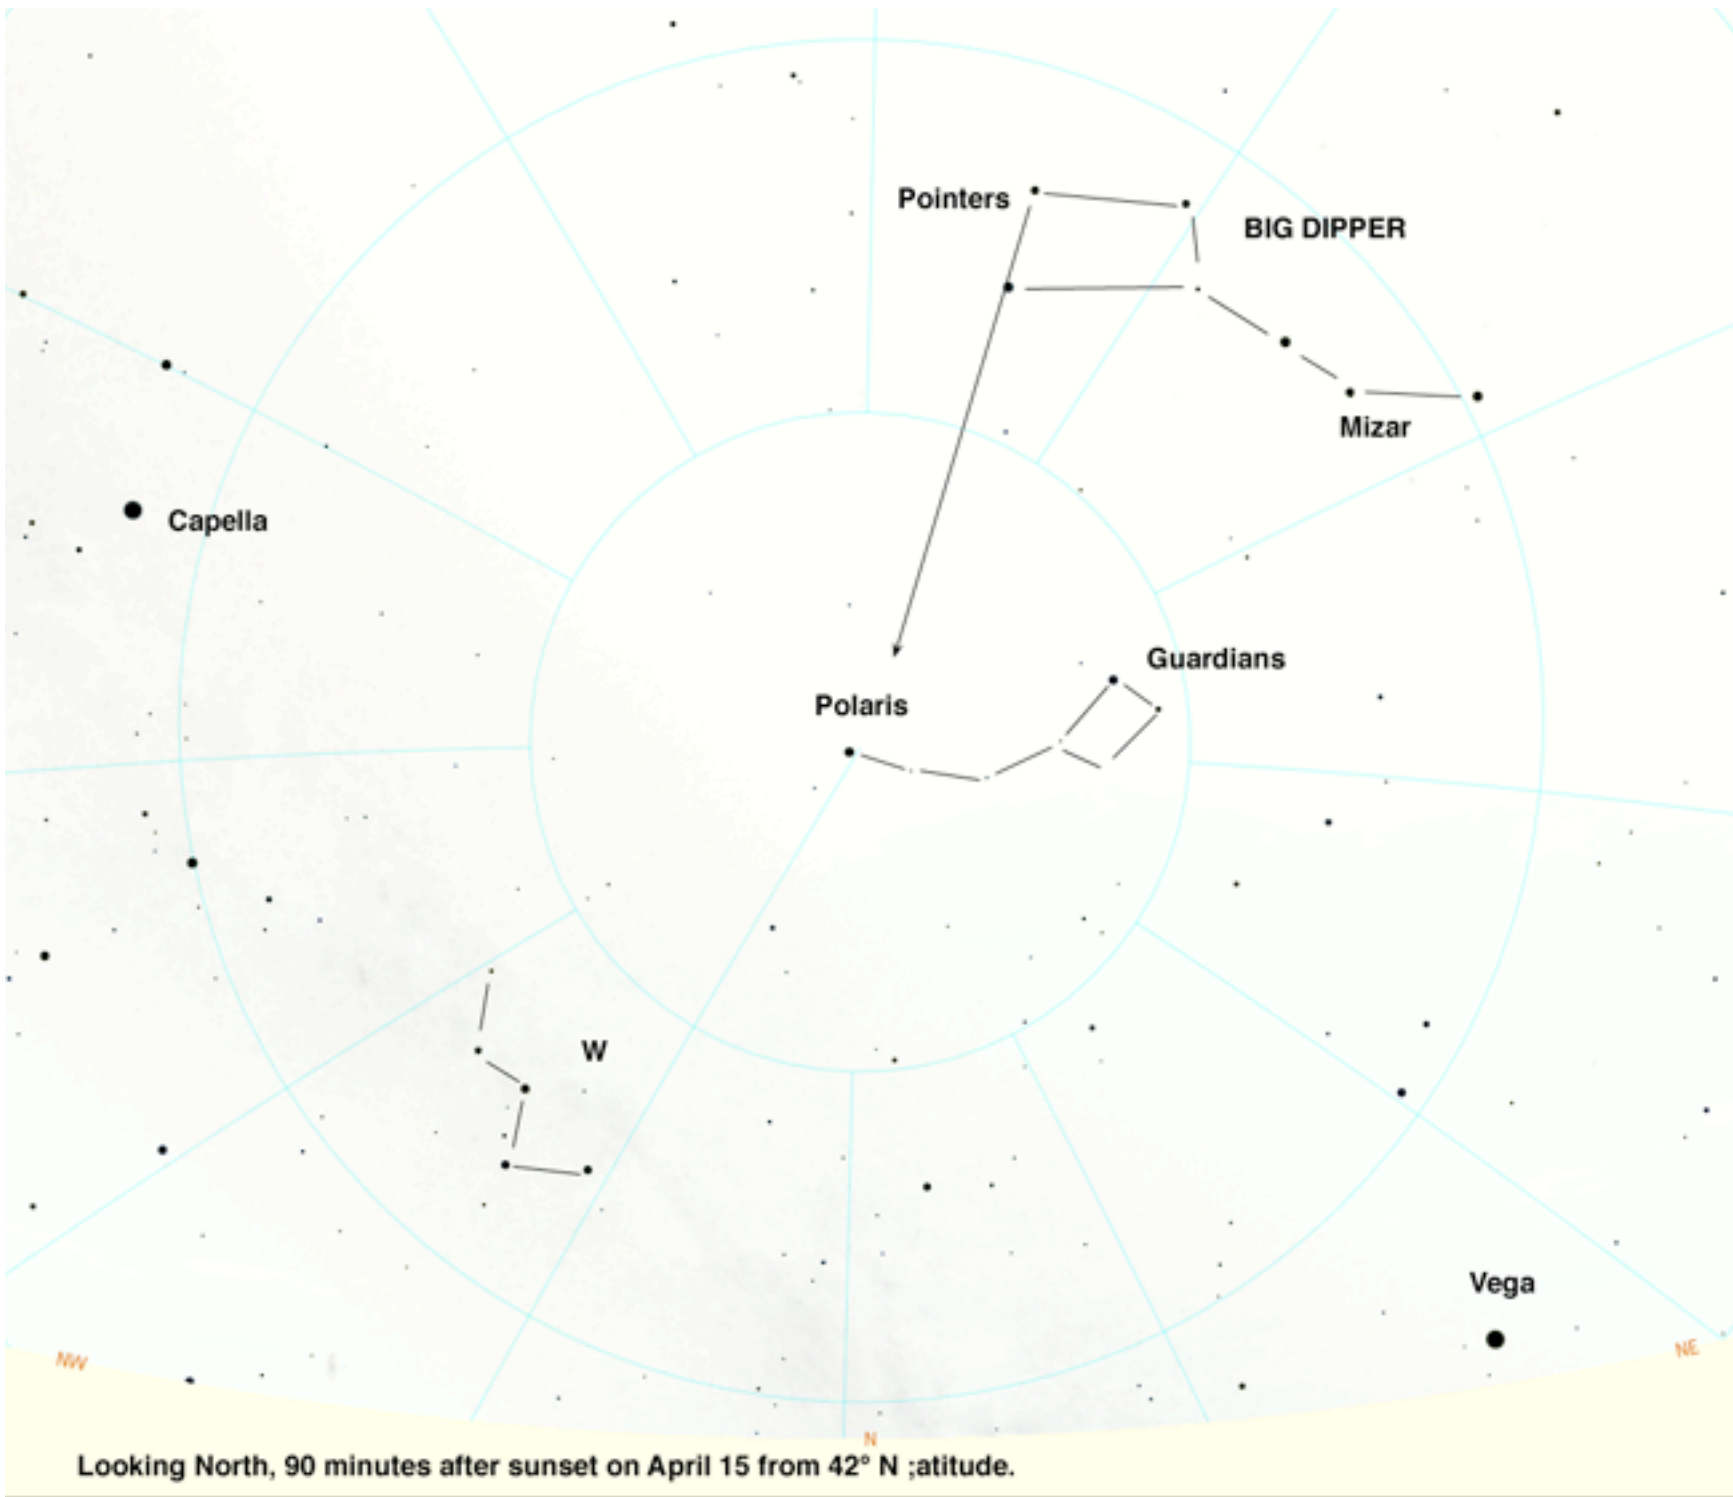 Pointers
BIG DIPPER
Mizar
Capella
Guardians
Polaris
W
Vega
NW
NE
N
Looking North, 90 minutes after sunset on April 15 from 42° N ;atitude.